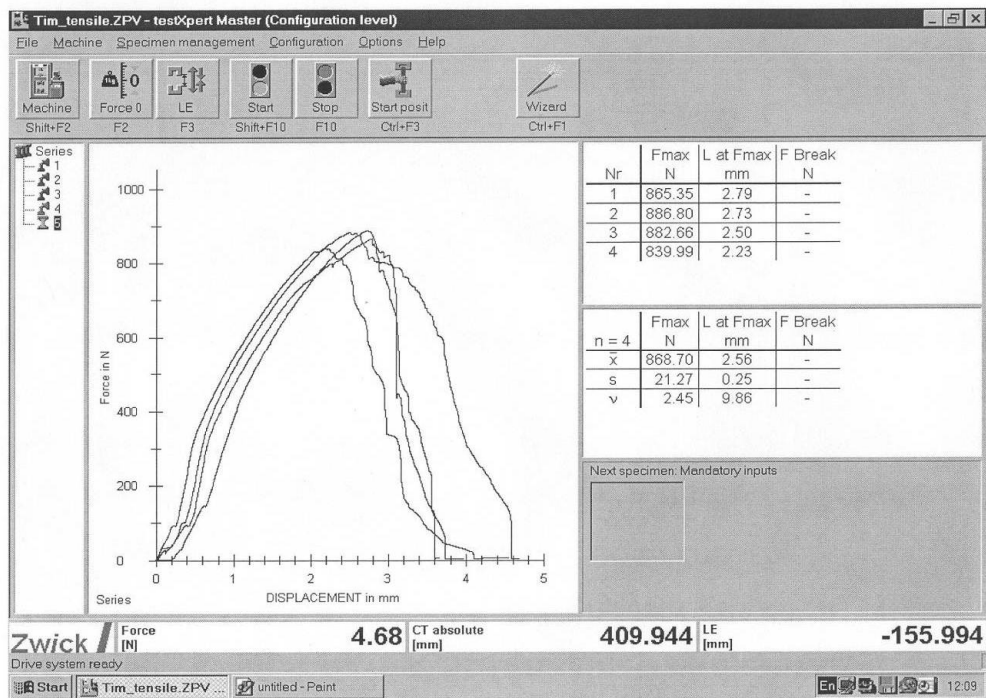 Tim_tensile.ZPV - testXpert Master (Configuration level)
File Machine Specimen management Configuration Options Help
Machine Force 0 LE Start Stop Start posit Wizard
Shift+F2 F2 F3 Shift+F10 F10 Ctrl+F3 Ctrl+F1
Series
1
2
3
4
5
1000
800
600
400
200
0
Force in N
0 1 2 3 4 5
Series DISPLACEMENT in mm
Fmax L at Fmax F Break
Nr N mm N
1 865.35 2.79 -
2 886.80 2.73 -
3 882.66 2.50 -
4 839.99 2.23 -
Fmax L at Fmax F Break
n = 4 N mm N
x̄ 868.70 2.56 -
s 21.27 0.25 -
ν 2.45 9.86 -
Next specimen: Mandatory inputs
Zwick Force [N] 4.68 CT absolute [mm] 409.944 LE [mm] -155.994
Drive system ready
Start Tim_tensile.ZPV ... untitled - Paint En 12:09